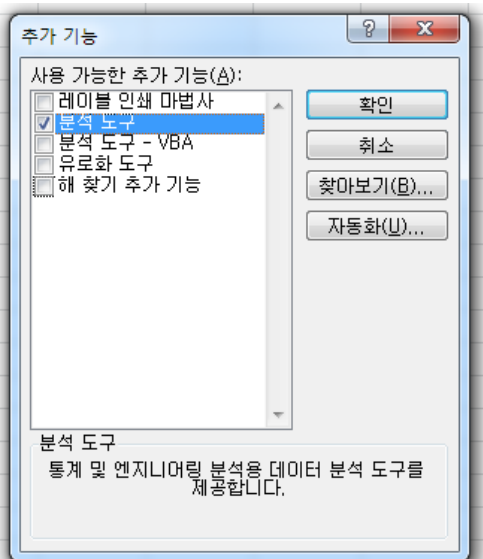 추가 기능
사용 가능한 추가 기능(A):
레이블 인쇄 마법사
분석 도구
분석 도구 - VBA
유로화 도구
해 찾기 추가 기능
확인
취소
찾아보기(B)...
자동화(U)...
분석 도구
통계 및 엔지니어링 분석용 데이터 분석 도구를
제공합니다.